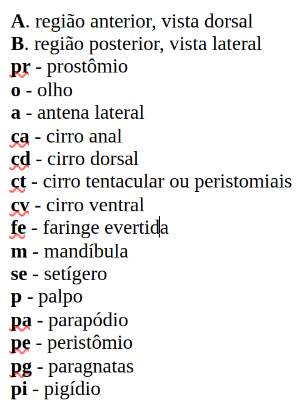 A. região anterior, vista dorsal
B. região posterior, vista lateral
pr - prostômio
o - olho
a - antena lateral
ca - cirro anal
cd - cirro dorsal
ct - cirro tentacular ou peristomiais
cv - cirro ventral
fe - faringe evertida
m - mandíbula
se - setígero
p - palpo
pa - parapódio
pe - peristômio
pg - paragnatas
pi - pigídio